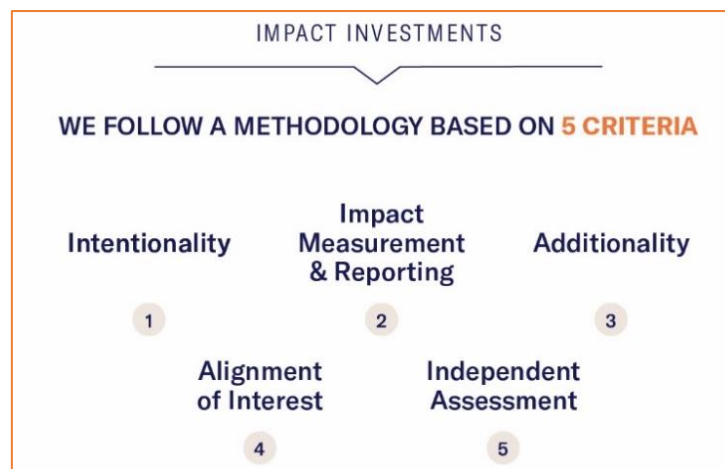 IMPACT INVESTMENTS
WE FOLLOW A METHODOLOGY BASED ON 5 CRITERIA
Intentionality
1
Impact
Measurement
& Reporting
2
Additionality
3
Alignment
of Interest
4
Independent
Assessment
5